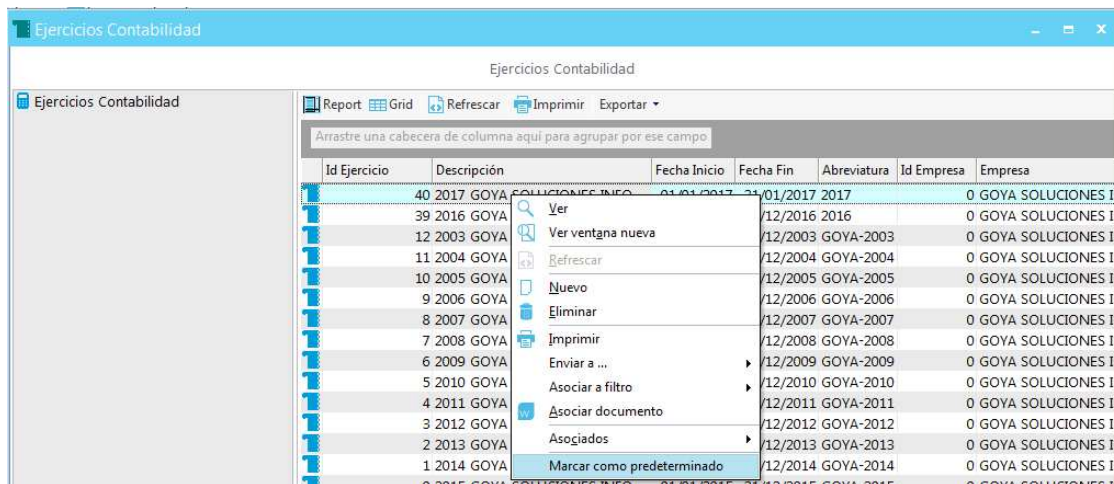 Ejercicios Contabilidad
Ejercicios Contabilidad
Ejercicios Contabilidad
Report Grid Refrescar Imprimir Exportar
Arrastre una cabecera de columna aquí para agrupar por ese campo
Id Ejercicio Descripción Fecha Inicio Fecha Fin Abreviatura Id Empresa Empresa
40 2017 GOYA SOLUCIONES INFO 01/01/2017 31/01/2017 2017 0 GOYA SOLUCIONES I
39 2016 GOYA /12/2016 2016 0 GOYA SOLUCIONES I
12 2003 GOYA /12/2003 GOYA-2003 0 GOYA SOLUCIONES I
11 2004 GOYA /12/2004 GOYA-2004 0 GOYA SOLUCIONES I
10 2005 GOYA /12/2005 GOYA-2005 0 GOYA SOLUCIONES I
9 2006 GOYA /12/2006 GOYA-2006 0 GOYA SOLUCIONES I
8 2007 GOYA /12/2007 GOYA-2007 0 GOYA SOLUCIONES I
7 2008 GOYA /12/2008 GOYA-2008 0 GOYA SOLUCIONES I
6 2009 GOYA /12/2009 GOYA-2009 0 GOYA SOLUCIONES I
5 2010 GOYA /12/2010 GOYA-2010 0 GOYA SOLUCIONES I
4 2011 GOYA /12/2011 GOYA-2011 0 GOYA SOLUCIONES I
3 2012 GOYA /12/2012 GOYA-2012 0 GOYA SOLUCIONES I
2 2013 GOYA /12/2013 GOYA-2013 0 GOYA SOLUCIONES I
1 2014 GOYA /12/2014 GOYA-2014 0 GOYA SOLUCIONES I
Ver
Ver ventana nueva
Refrescar
Nuevo
Eliminar
Imprimir
Enviar a ...
Asociar a filtro
Asociar documento
Asociados
Marcar como predeterminado